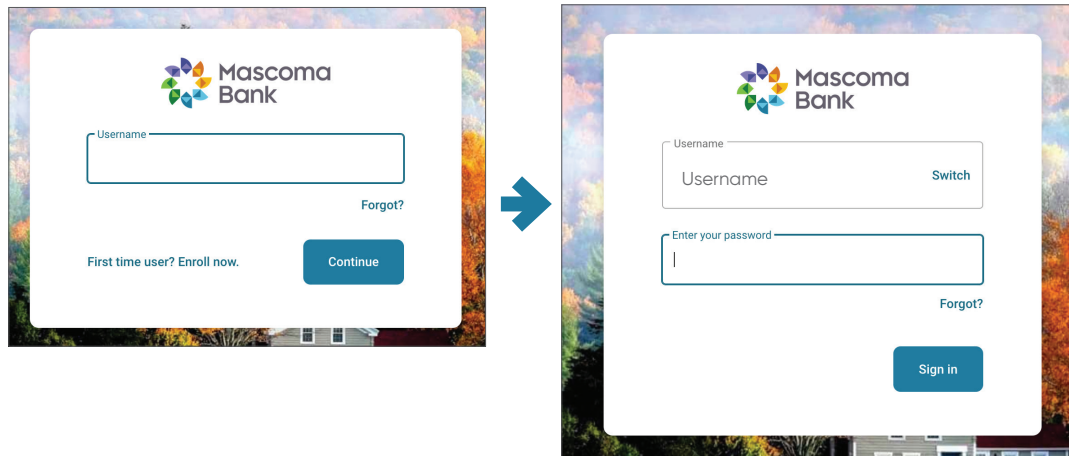 Mascoma
Bank
Username
Forgot?
First time user? Enroll now.
Continue
Mascoma
Bank
Username
Username
Switch
Enter your password
Forgot?
Sign in